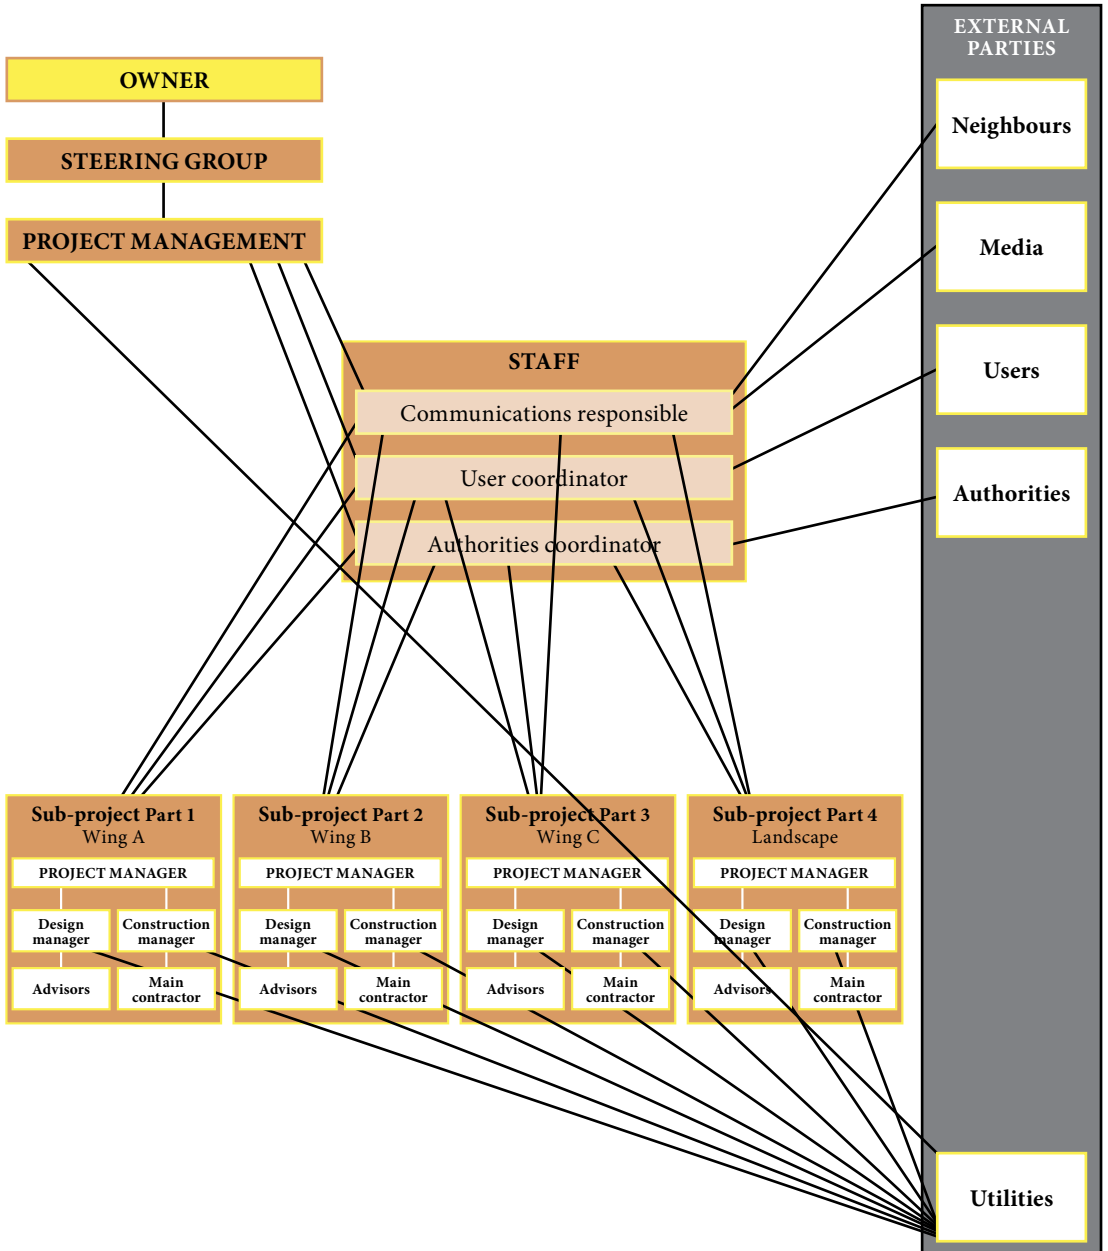 EXTERNAL
PARTIES
OWNER
STEERING GROUP
PROJECT MANAGEMENT
Neighbours
Media
Users
Authorities
STAFF
Communications responsible
User coordinator
Authorities coordinator
Sub-project Part 1
Wing A
PROJECT MANAGER
Design
manager
Construction
manager
Advisors
Main
contractor
Sub-project Part 2
Wing B
PROJECT MANAGER
Design
manager
Construction
manager
Advisors
Main
contractor
Sub-project Part 3
Wing C
PROJECT MANAGER
Design
manager
Construction
manager
Advisors
Main
contractor
Sub-project Part 4
Landscape
PROJECT MANAGER
Design
manager
Construction
manager
Advisors
Main
contractor
Utilities